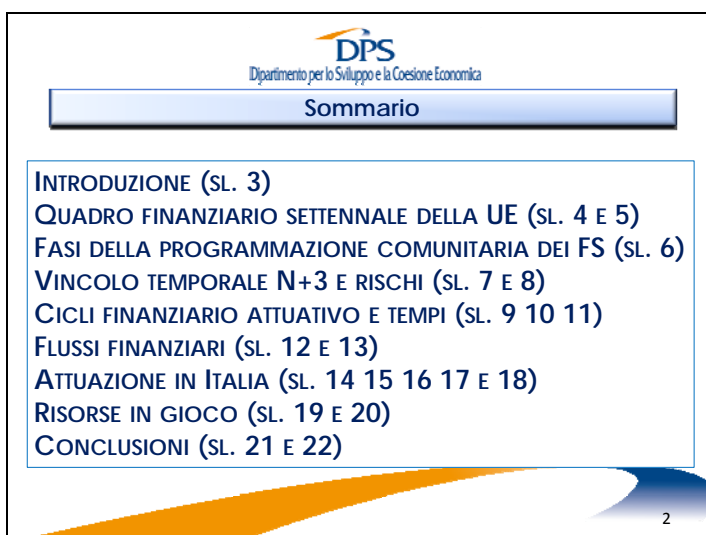 DPS
Dipartimento per lo Sviluppo e la Coesione Economica
Sommario
INTRODUZIONE (SL. 3)
QUADRO FINANZIARIO SETTENNALE DELLA UE (SL. 4 E 5)
FASI DELLA PROGRAMMAZIONE COMUNITARIA DEI FS (SL. 6)
VINCOLO TEMPORALE N+3 E RISCHI (SL. 7 E 8)
CICLI FINANZIARIO ATTUATIVO E TEMPI (SL. 9 10 11)
FLUSSI FINANZIARI (SL. 12 E 13)
ATTUAZIONE IN ITALIA (SL. 14 15 16 17 E 18)
RISORSE IN GIOCO (SL. 19 E 20)
CONCLUSIONI (SL. 21 E 22)
2